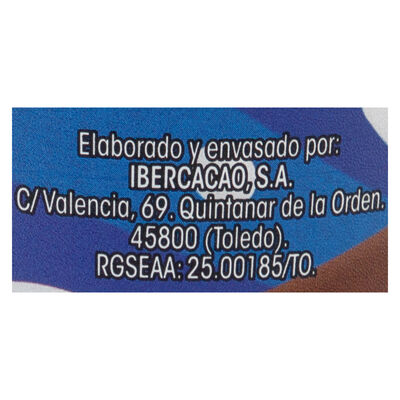 Elaborado y envasado por:
IBERCACAO, S.A.
C/ Valencia, 69. Quintanar de la Orden.
45800 (Toledo).
RGSEAA: 25.00185/TO.